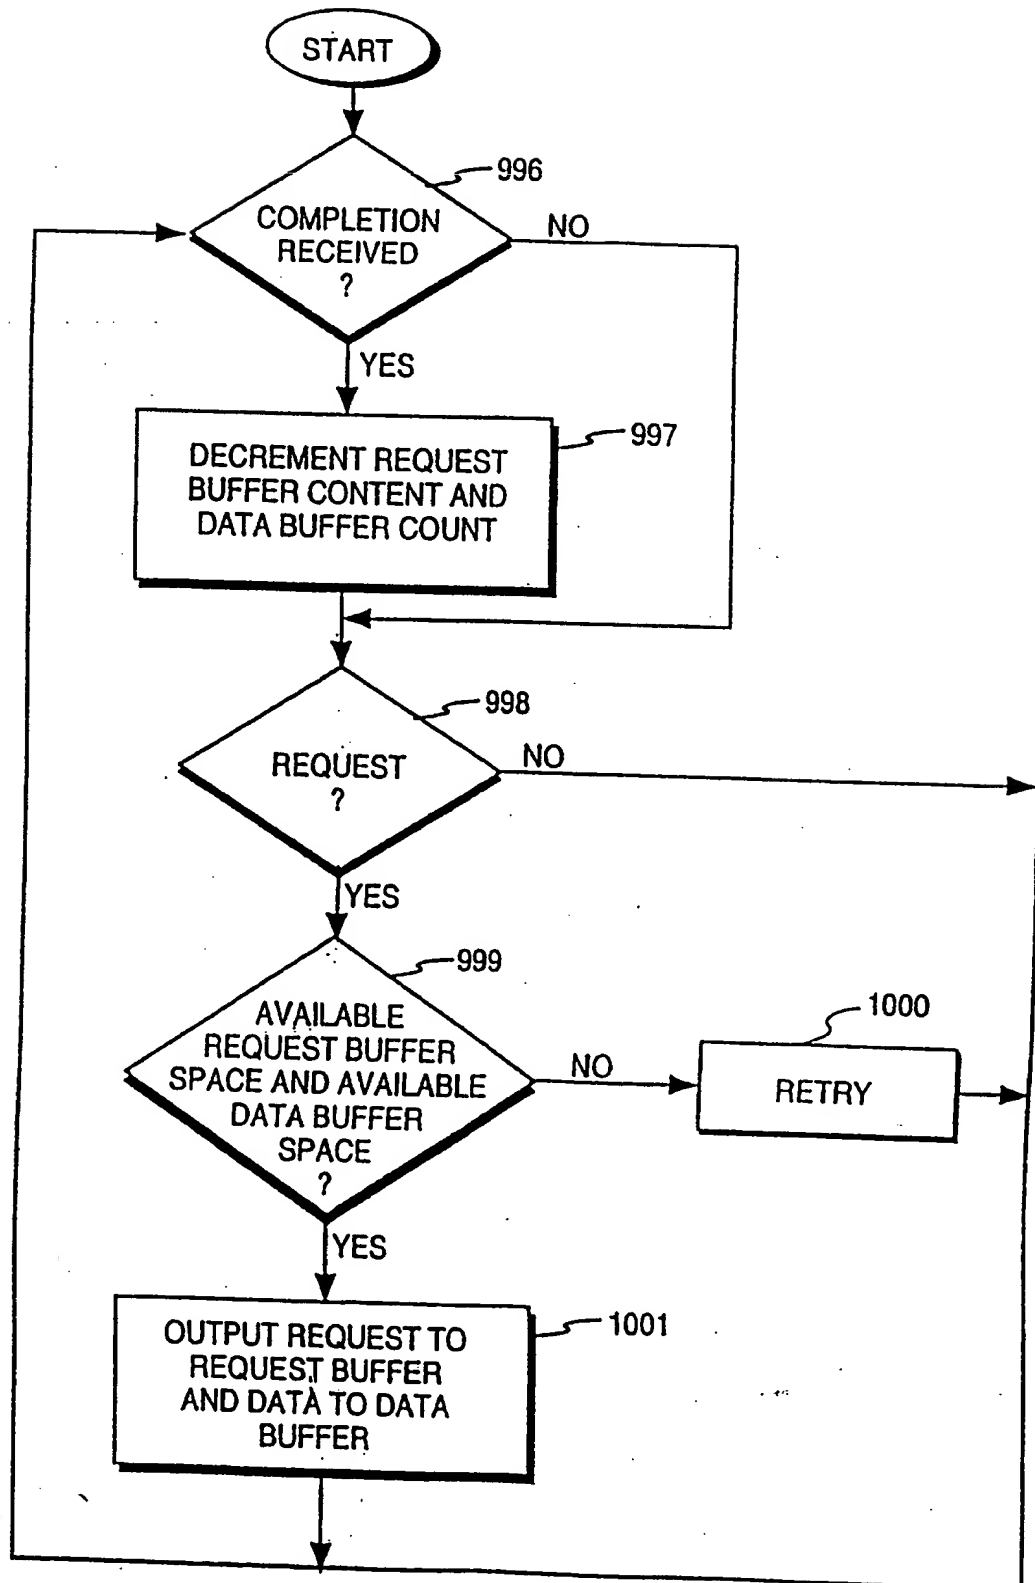 START
996
COMPLETION
RECEIVED
?
NO
YES
997
DECREMENT REQUEST
BUFFER CONTENT AND
DATA BUFFER COUNT
998
REQUEST
?
NO
YES
999
AVAILABLE
REQUEST BUFFER
SPACE AND AVAILABLE
DATA BUFFER
SPACE
?
NO
1000
RETRY
YES
1001
OUTPUT REQUEST TO
REQUEST BUFFER
AND DATA TO DATA
BUFFER